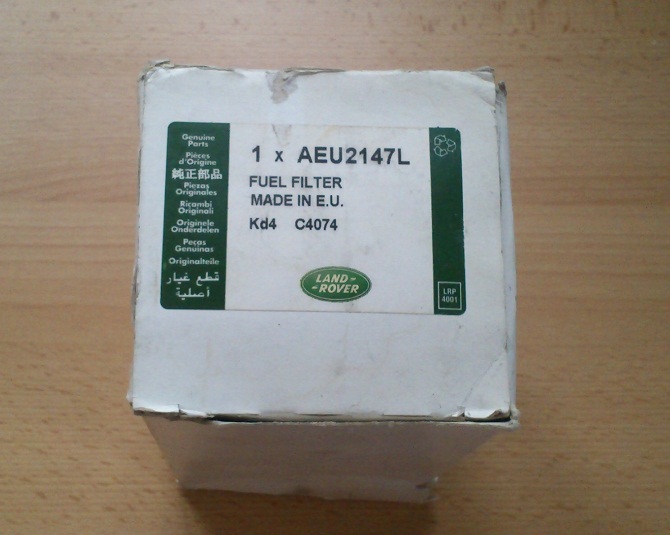 Genuine
Parts
Pièces
d'Origine
純正部品
Piezas
Originales
Ricambi
Originali
Originele
Onderdelen
Peças
Genuinas
Originalteile
قطع غيار
أصلية
1 x AEU2147L
FUEL FILTER
MADE IN E.U.
Kd4 C4074
LAND-
-ROVER
LRP
4001